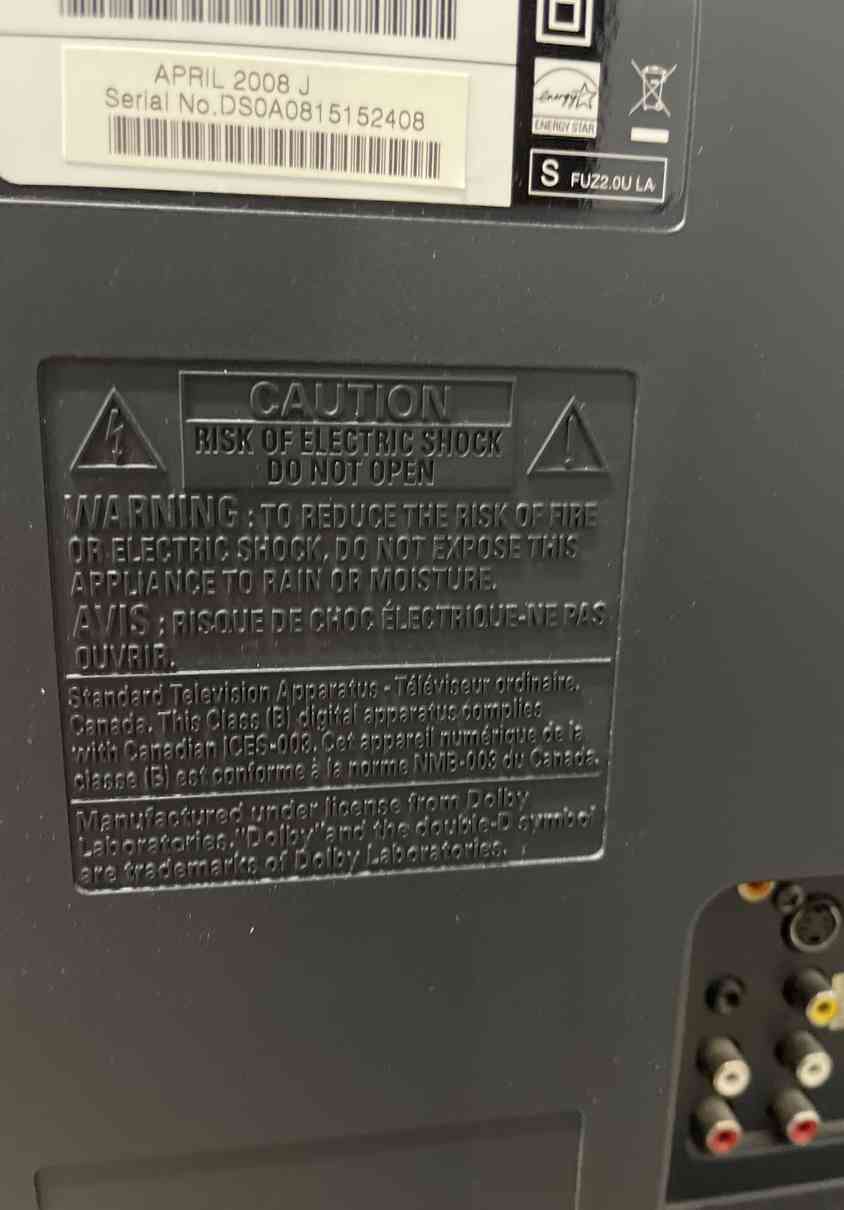 APRIL 2008 J
Serial No.DS0A0815152408
energy
ENERGY STAR
S FUZ2.0U LA
CAUTION
RISK OF ELECTRIC SHOCK
DO NOT OPEN
WARNING : TO REDUCE THE RISK OF FIRE
OR ELECTRIC SHOCK, DO NOT EXPOSE THIS
APPLIANCE TO RAIN OR MOISTURE.
AVIS : RISQUE DE CHOC ÉLECTRIQUE-NE PAS
OUVRIR.
Standard Television Apparatus - Téléviseur ordinaire,
Canada. This Class (B) digital apparatus complies
with Canadian ICES-003. Cet appareil numérique de la
classe (B) est conforme à la norme NMB-003 du Canada.
Manufactured under license from Dolby
Laboratories."Dolby"and the double-D symbol
are trademarks of Dolby Laboratories.